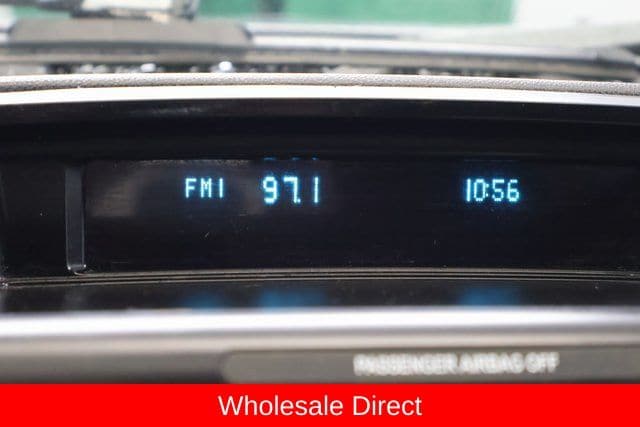 FM1 97.1 10:56
PASSENGER AIRBAG OFF
Wholesale Direct